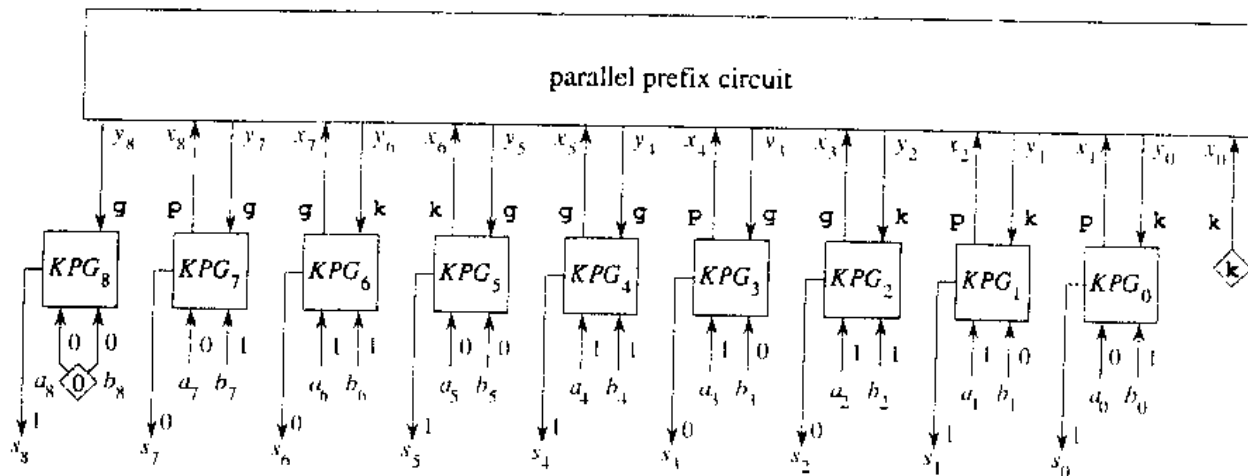 parallel prefix circuit
y₈ x₈ y₇ x₇ y₆ x₆ y₅ x₅ y₄ x₄ y₃ x₃ y₂ x₂ y₁ x₁ y₀ x₀
g p g g k k g g g p g g k p k p k k
KPG₈ KPG₇ KPG₆ KPG₅ KPG₄ KPG₃ KPG₂ KPG₁ KPG₀ k
0 0 0 1 1 1 0 0 1 1 1 0 1 1 1 0 0 1
a₈ 0 b₈ a₇ b₇ a₆ b₆ a₅ b₅ a₄ b₄ a₃ b₃ a₂ b₂ a₁ b₁ a₀ b₀
1 0 0 1 1 0 0 1 1
s₈ s₇ s₆ s₅ s₄ s₃ s₂ s₁ s₀